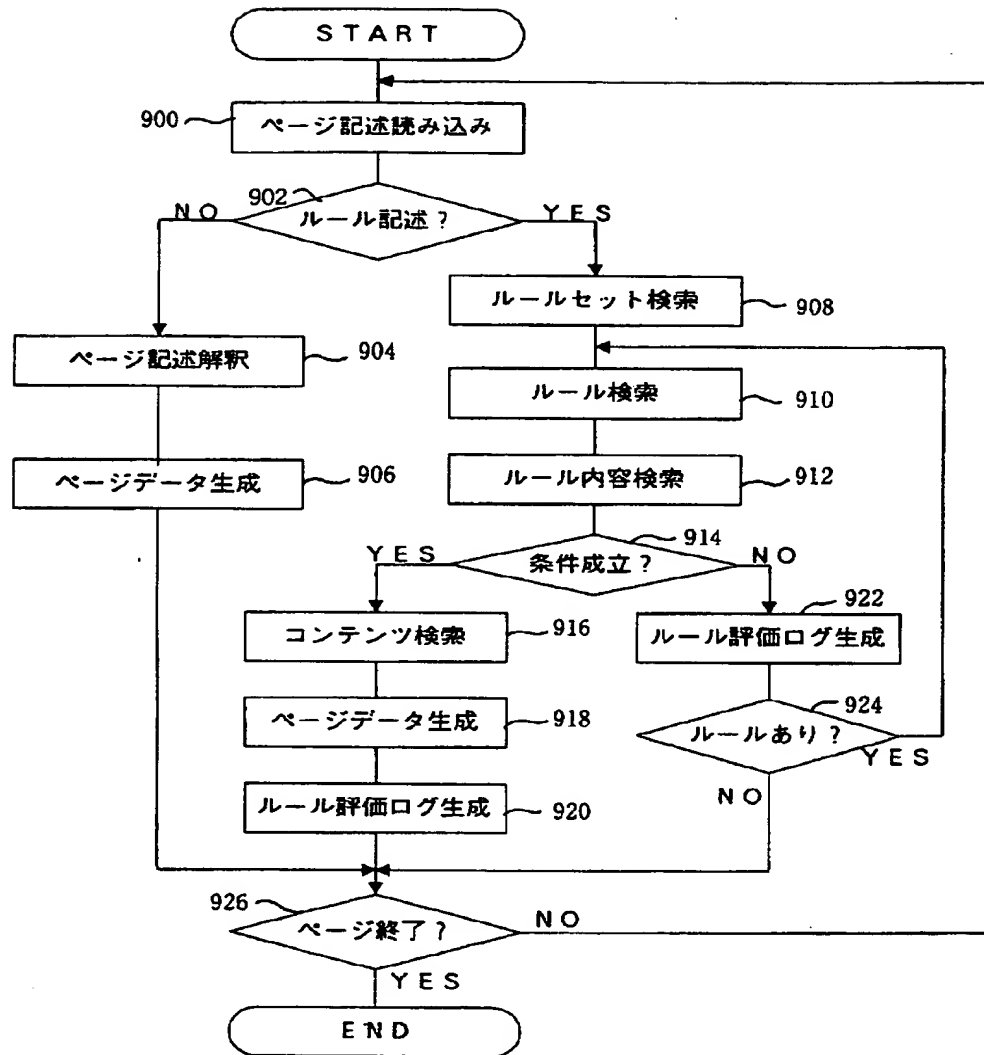 START
900
ページ記述読み込み
902
NO
ルール記述？
YES
ルールセット検索
908
ページ記述解釈
904
ルール検索
910
ページデータ生成
906
ルール内容検索
912
914
YES
条件成立？
NO
922
コンテンツ検索
916
ルール評価ログ生成
ページデータ生成
918
924
ルールあり？
YES
ルール評価ログ生成
920
NO
926
ページ終了？
NO
YES
END